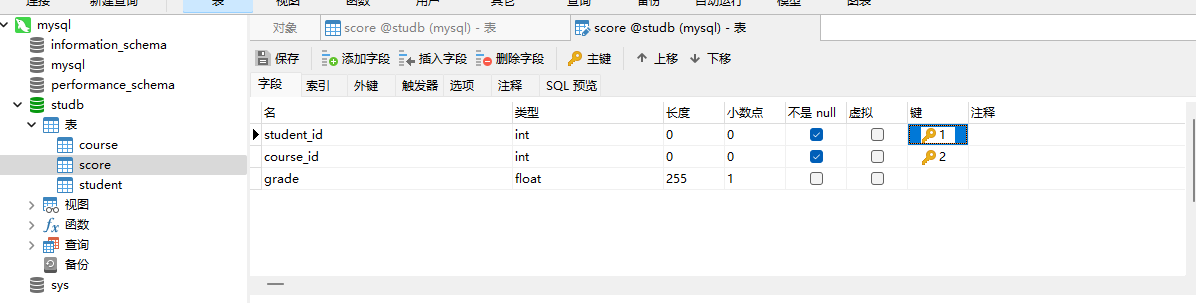 连接 新建查询 表 视图 函数 用户 其它 查询 备份 自动运行 模型 图表
mysql
information_schema
mysql
performance_schema
studb
表
course
score
student
视图
fx 函数
查询
备份
sys
对象 score @studb (mysql) - 表 score @studb (mysql) - 表
保存 添加字段 插入字段 删除字段 主键 上移 下移
字段 索引 外键 触发器 选项 注释 SQL 预览
名 类型 长度 小数点 不是 null 虚拟 键 注释
student_id int 0 0 1
course_id int 0 0 2
grade float 255 1